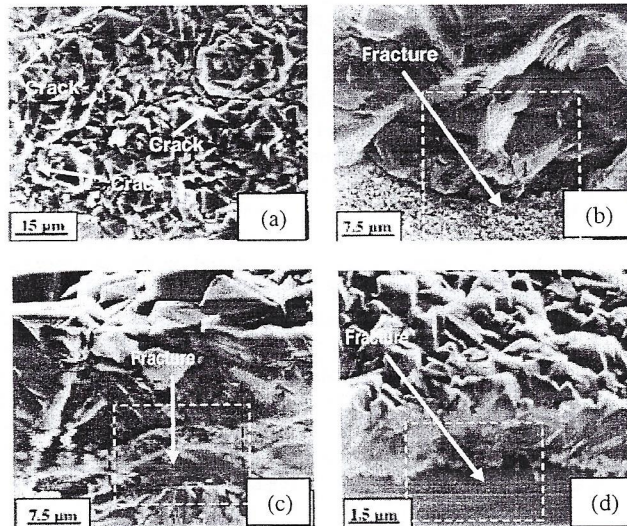 Crack
Crack
Crack
15 µm
(a)
Fracture
7.5 µm
(b)
Fracture
7.5 µm
(c)
Fracture
1.5 µm
(d)